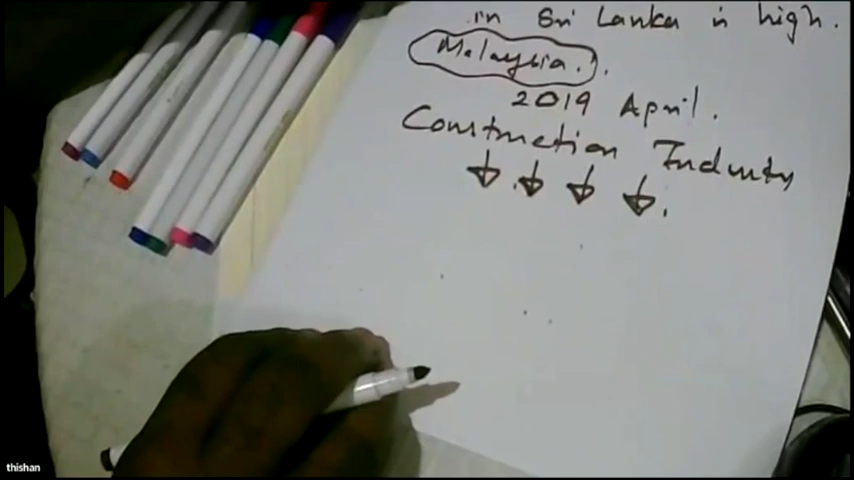 in Sri Lanka is high.
Malaysia.
2019 April.
Construction Industry
thishan